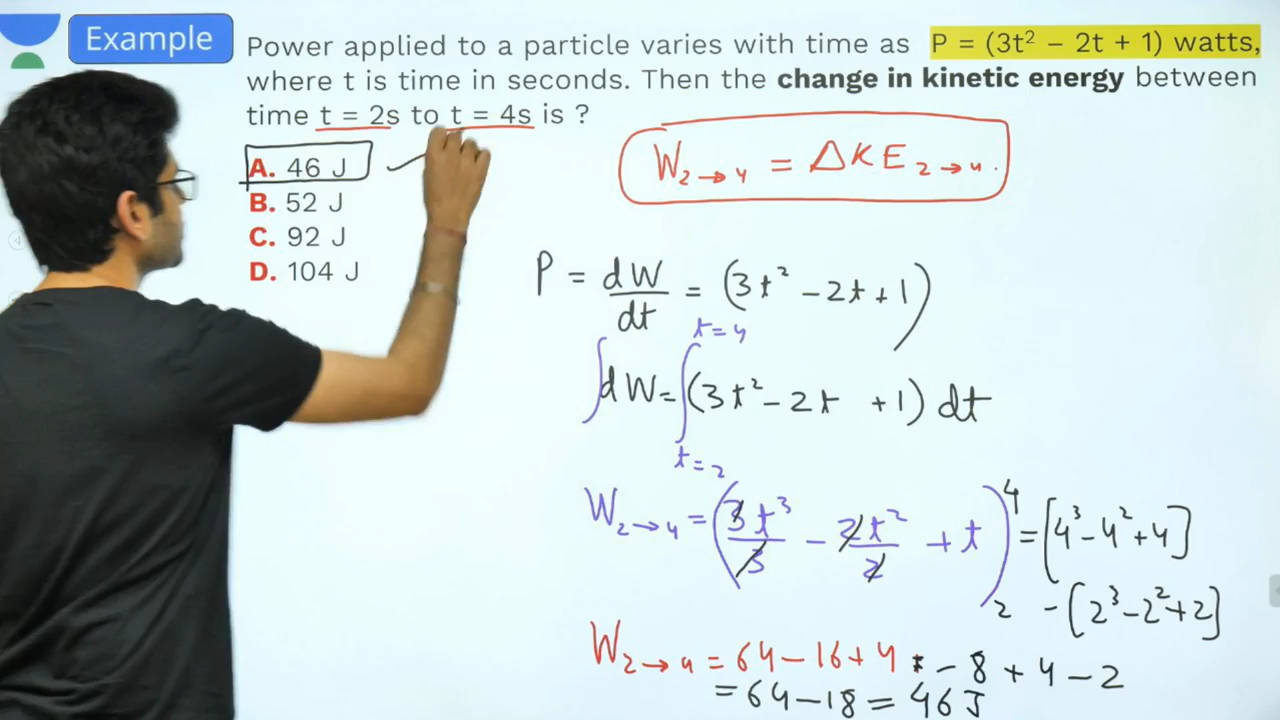 Example
Power applied to a particle varies with time as P = (3t² − 2t + 1) watts,
where t is time in seconds. Then the change in kinetic energy between
time t = 2s to t = 4s is ?
A. 46 J
B. 52 J
C. 92 J
D. 104 J
W₂→₄ = ΔKE₂→₄.
P = dW/dt = (3t² − 2t + 1)
∫dW = ∫(3t² − 2t + 1) dt
t=4
t=2
W₂→₄ = (3t³/3 − 2t²/2 + t)⁴₂ = [4³ − 4² + 4]
− [2³ − 2² + 2]
W₂→₄ = 64 − 16 + 4 − 8 + 4 − 2
= 64 − 18 = 46 J